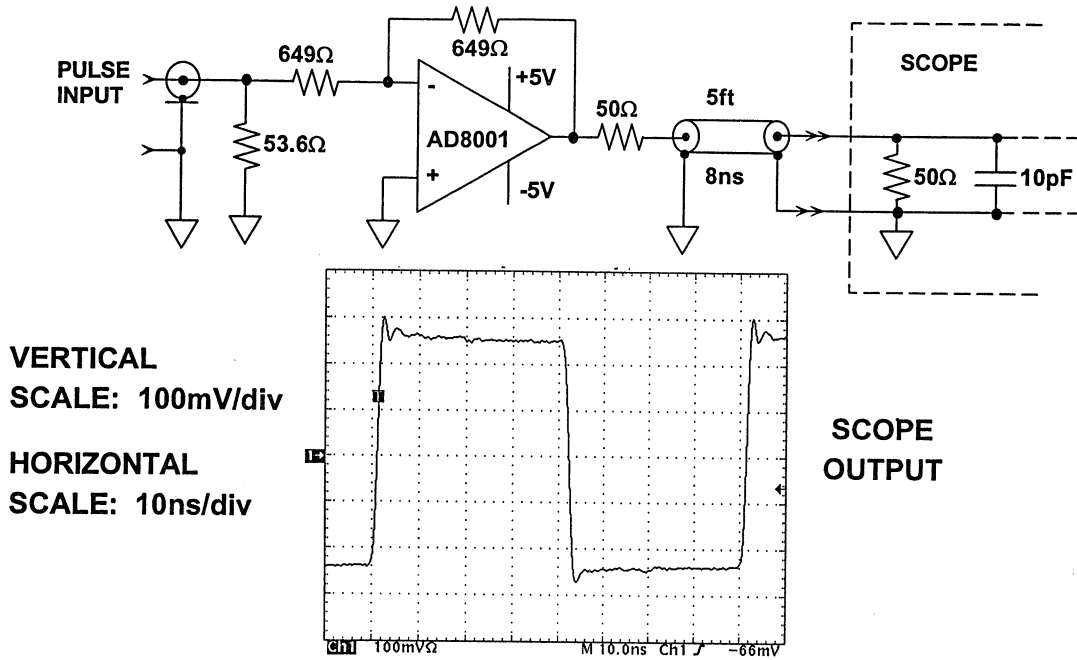 649Ω
649Ω
PULSE
INPUT
SCOPE
+5V
-
AD8001
+
-5V
53.6Ω
50Ω
5ft
8ns
50Ω
10pF
VERTICAL
SCALE: 100mV/div
HORIZONTAL
SCALE: 10ns/div
T
1
SCOPE
OUTPUT
Ch1 100mVΩ M 10.0ns Ch1 ∫ -66mV